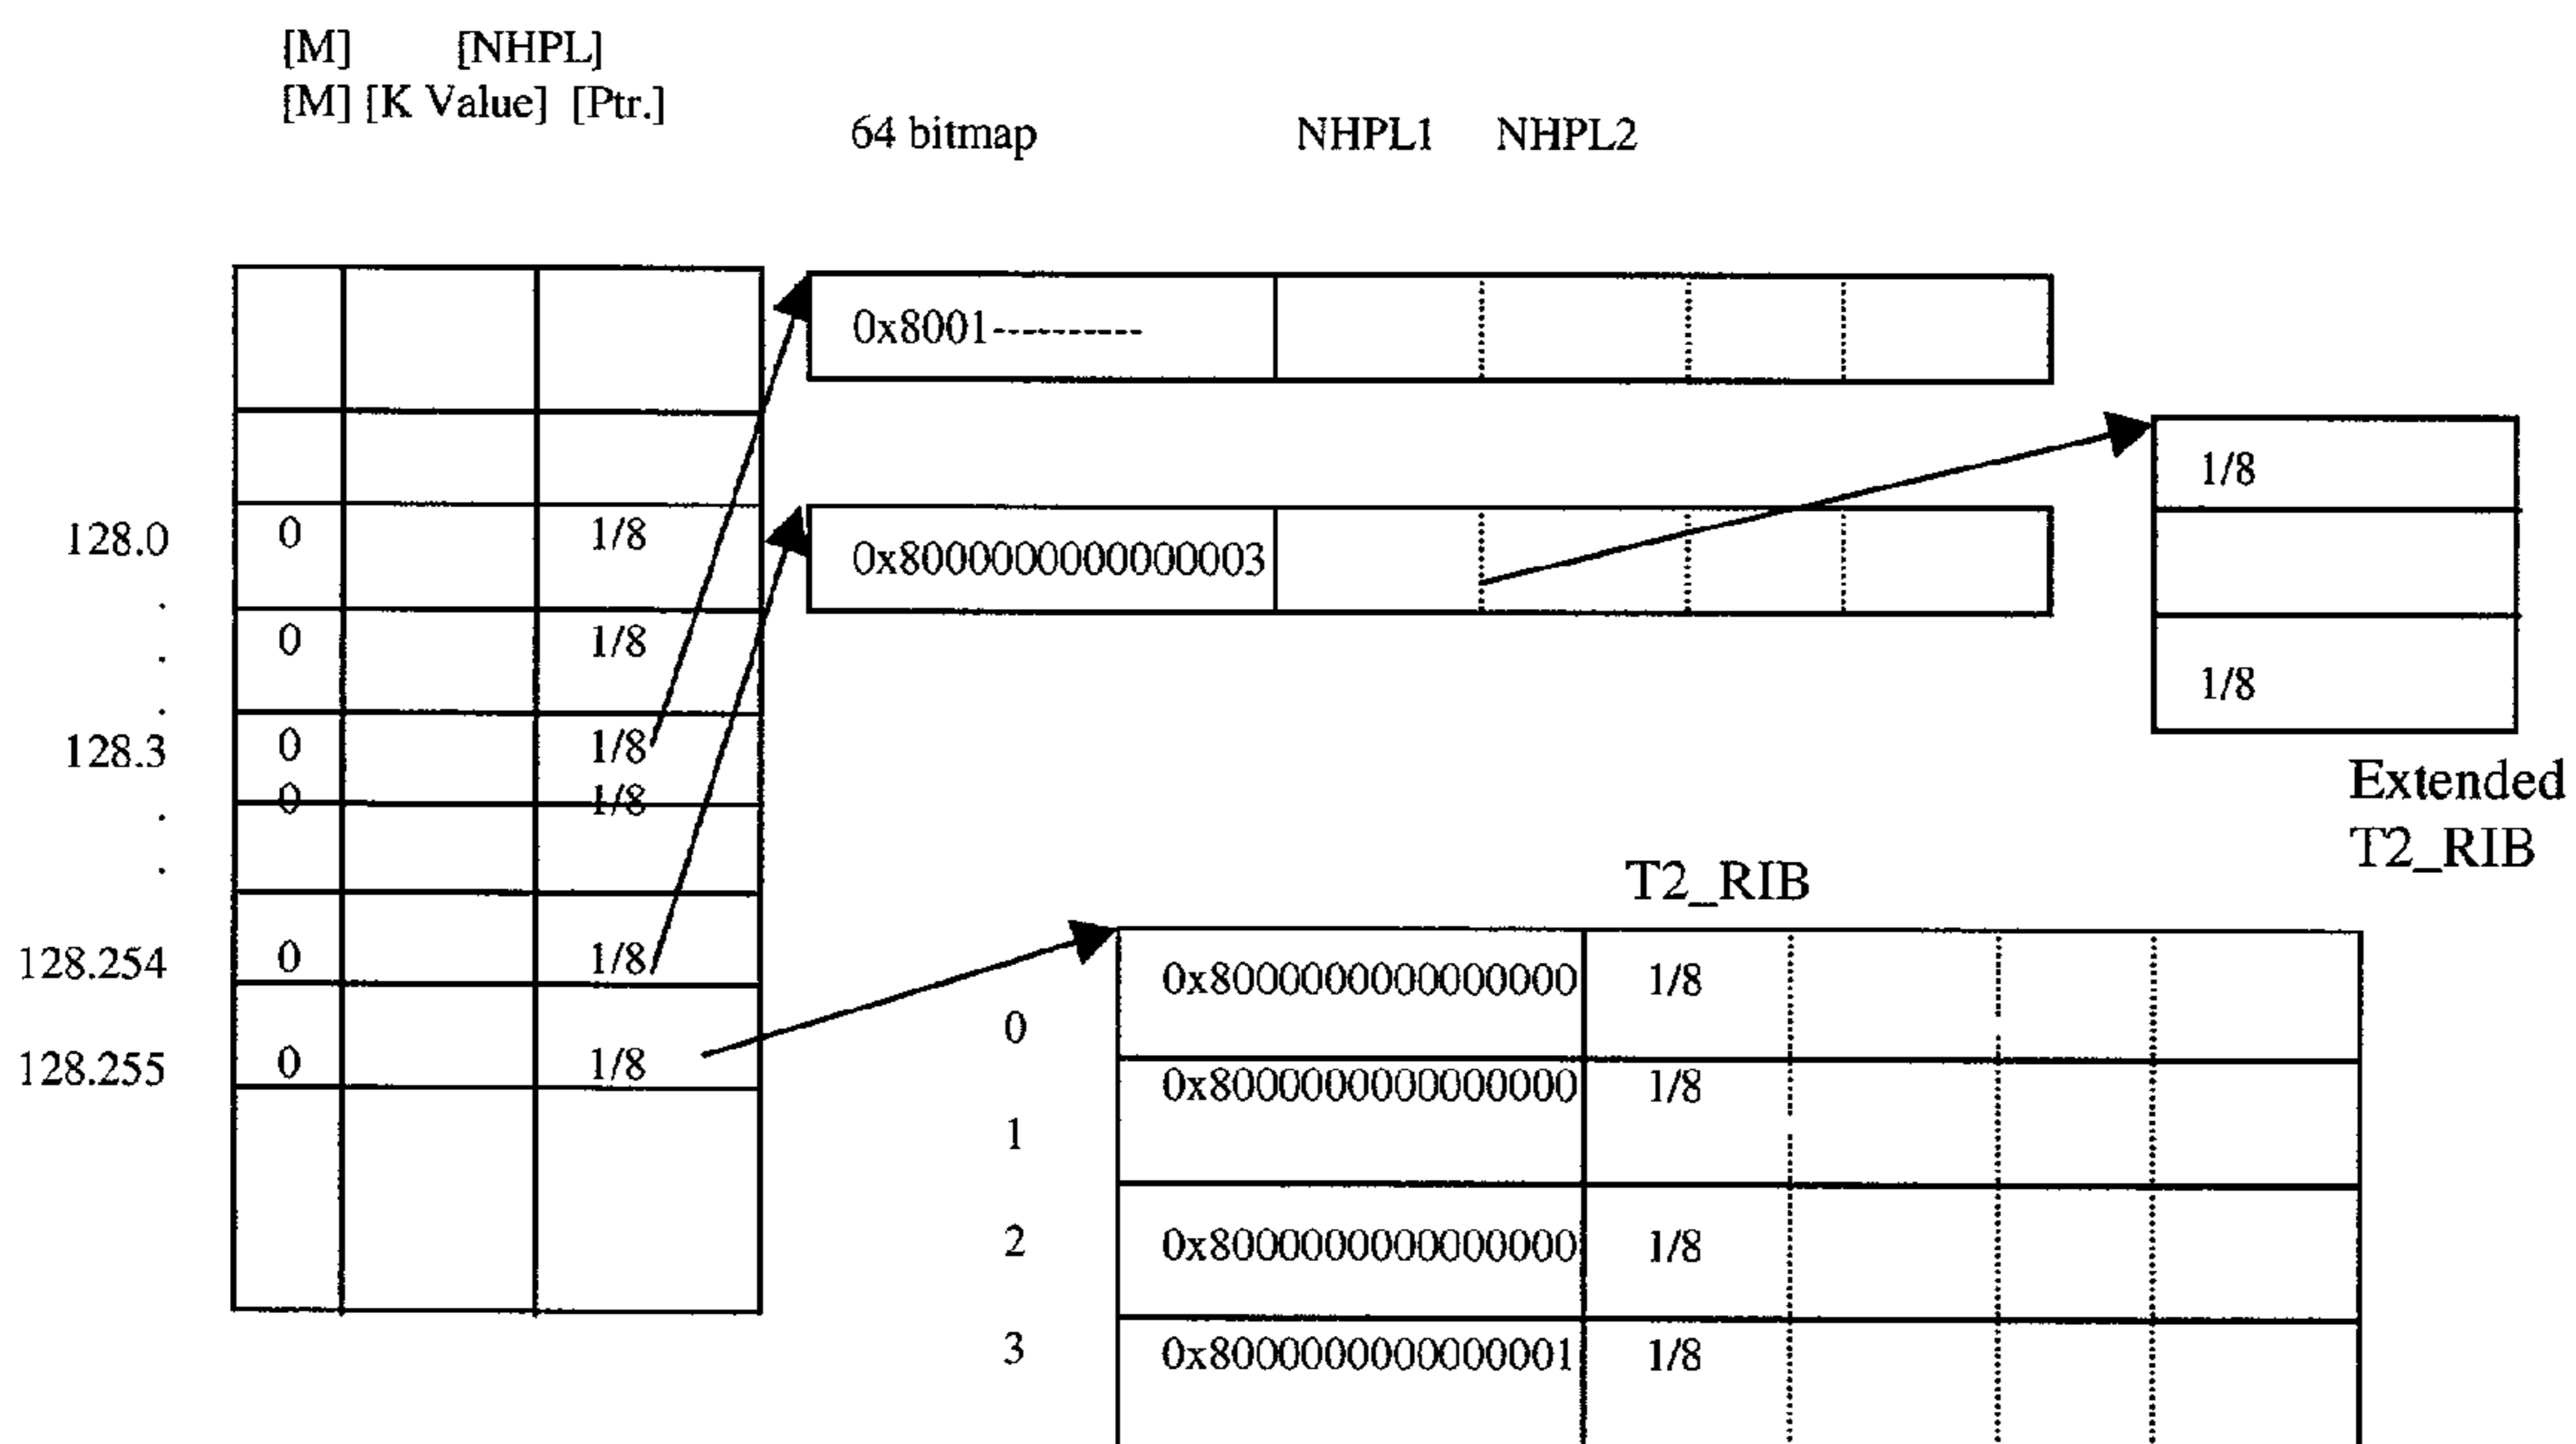 [M] [NHPL]
[M] [K Value] [Ptr.]
64 bitmap NHPL1 NHPL2
0x8001----------
1/8
128.0 0 1/8 0x8000000000000003
.
0 1/8
.
1/8
.
128.3 0 1/8
0 1/8
.
Extended
T2_RIB
.
T2_RIB
128.254 0 1/8
0x8000000000000000 1/8
0
128.255 0 1/8
0x8000000000000000 1/8
1
2 0x8000000000000000 1/8
3 0x8000000000000001 1/8